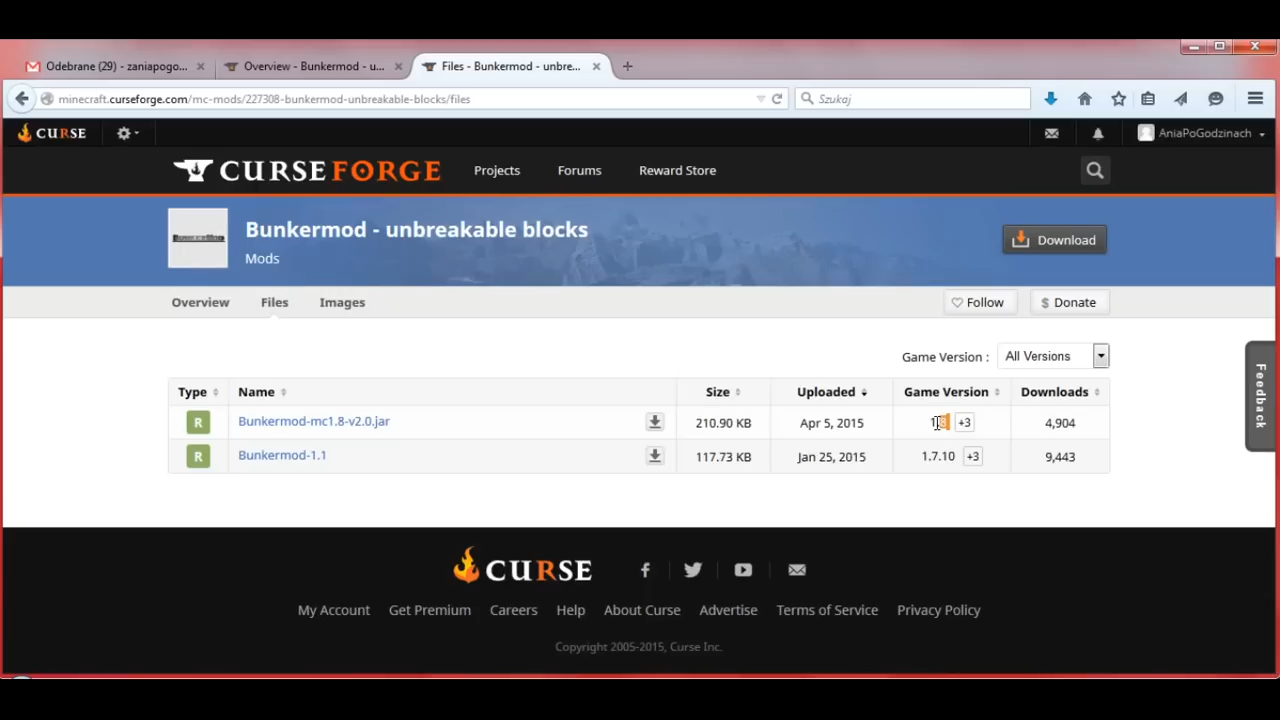 Odebrane (29) - zaniapogo...
Overview - Bunkermod - u...
Files - Bunkermod - unbre...
minecraft.curseforge.com/mc-mods/227308-bunkermod-unbreakable-blocks/files
Szukaj
CURSE
AniaPoGodzinach
CURSEFORGE
Projects
Forums
Reward Store
Bunkermod - unbreakable blocks
Mods
Download
Overview
Files
Images
Follow
$ Donate
Game Version :
All Versions
Type
Name
Size
Uploaded
Game Version
Downloads
R
Bunkermod-mc1.8-v2.0.jar
210.90 KB
Apr 5, 2015
+3
4,904
R
Bunkermod-1.1
117.73 KB
Jan 25, 2015
1.7.10
+3
9,443
Feedback
CURSE
My Account
Get Premium
Careers
Help
About Curse
Advertise
Terms of Service
Privacy Policy
Copyright 2005-2015, Curse Inc.